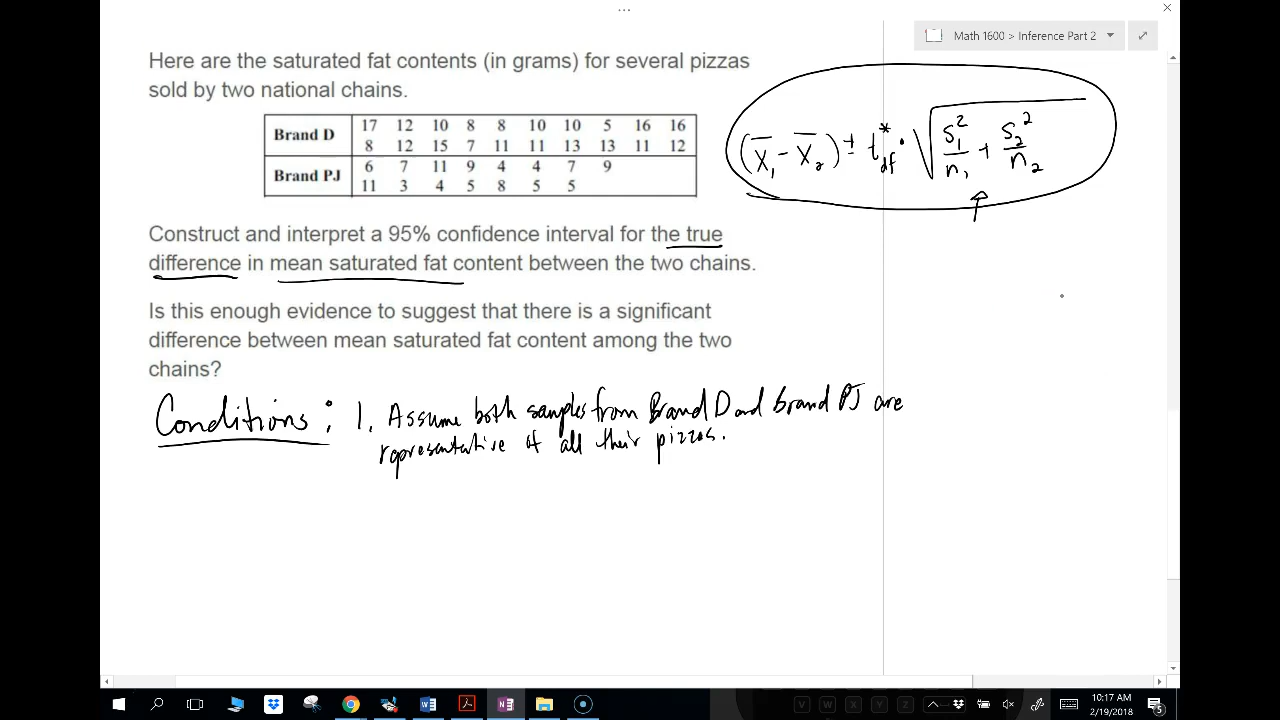 Math 1600 > Inference Part 2
Here are the saturated fat contents (in grams) for several pizzas
sold by two national chains.
Brand D 17 12 10 8 8 10 10 5 16 16
8 12 15 7 11 11 13 13 11 12
Brand PJ 6 7 11 9 4 4 7 9
11 3 4 5 8 5 5
(x̄₁ - x̄₂) ± t*df · √(s₁²/n₁ + s₂²/n₂)
Construct and interpret a 95% confidence interval for the true
difference in mean saturated fat content between the two chains.
Is this enough evidence to suggest that there is a significant
difference between mean saturated fat content among the two
chains?
Conditions: 1. Assume both samples from Brand D and brand PJ are
representative of all their pizzas.
10:17 AM
2/19/2018
5